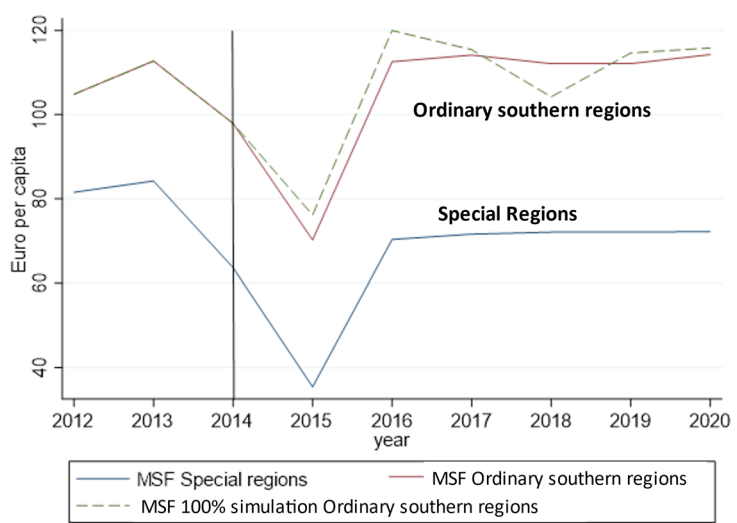 120
100
80
60
40
Euro per capita
Ordinary southern regions
Special Regions
2012 2013 2014 2015 2016 2017 2018 2019 2020
year
MSF Special regions MSF Ordinary southern regions
MSF 100% simulation Ordinary southern regions